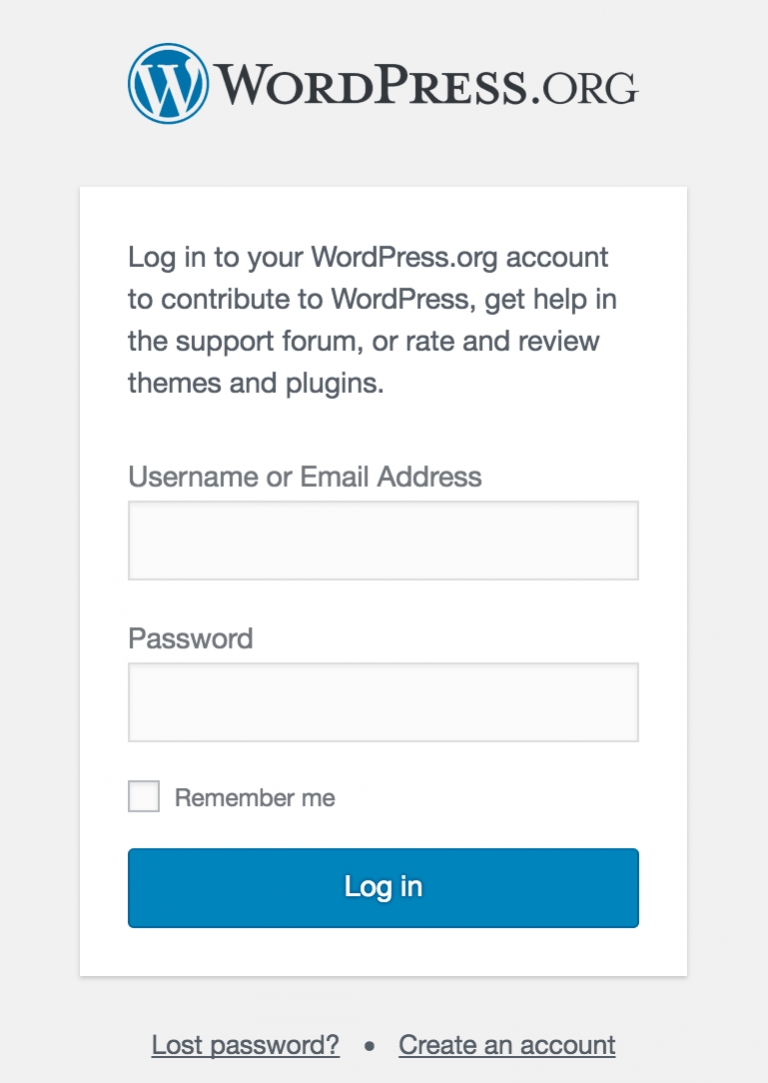 WORDPRESS.ORG
Log in to your WordPress.org account
to contribute to WordPress, get help in
the support forum, or rate and review
themes and plugins.
Username or Email Address
Password
Remember me
Log in
Lost password? • Create an account